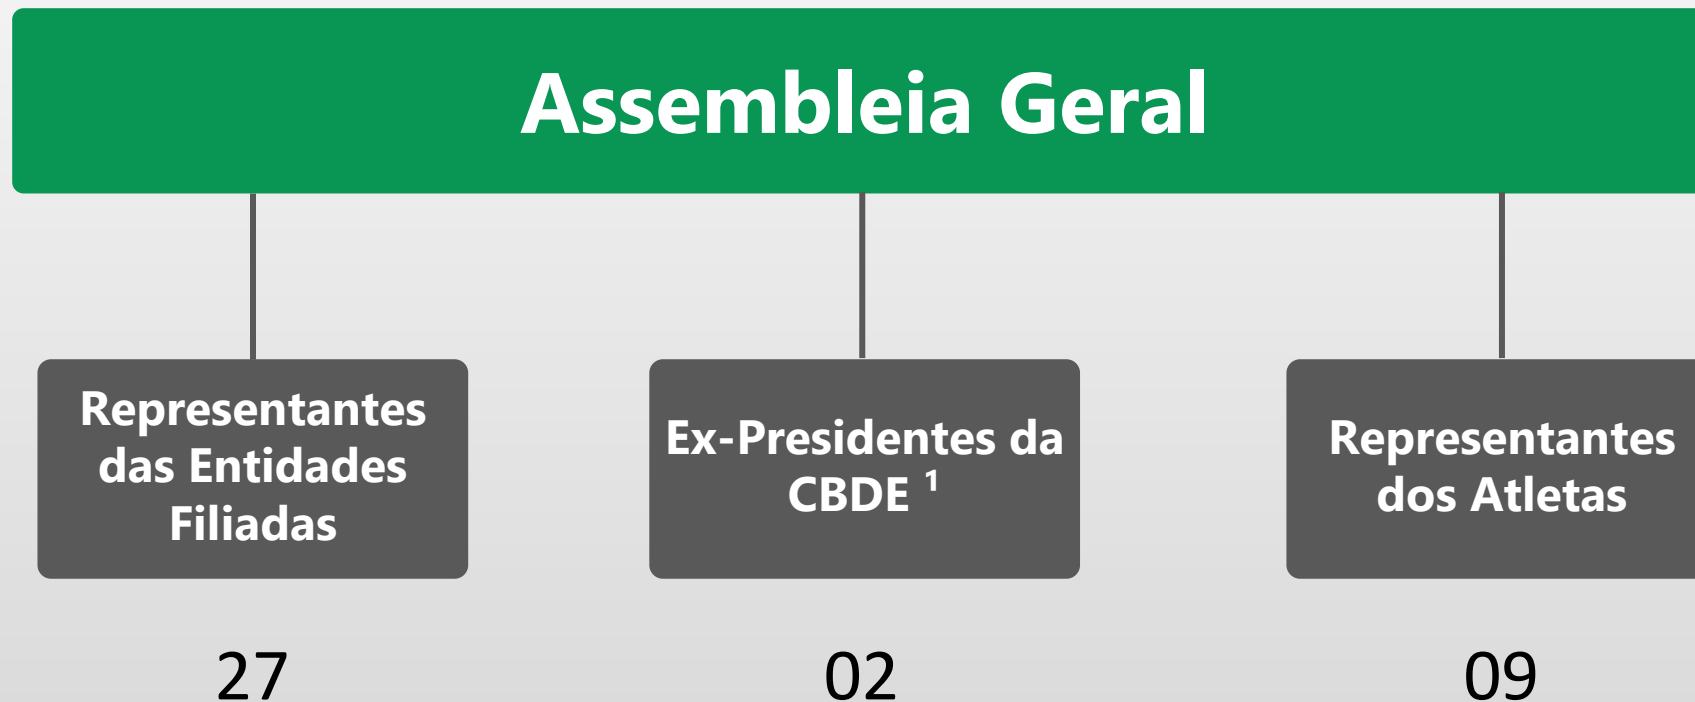 Assembleia Geral
Representantes
das Entidades
Filiadas
Ex-Presidentes da
CBDE ¹
Representantes
dos Atletas
27
02
09